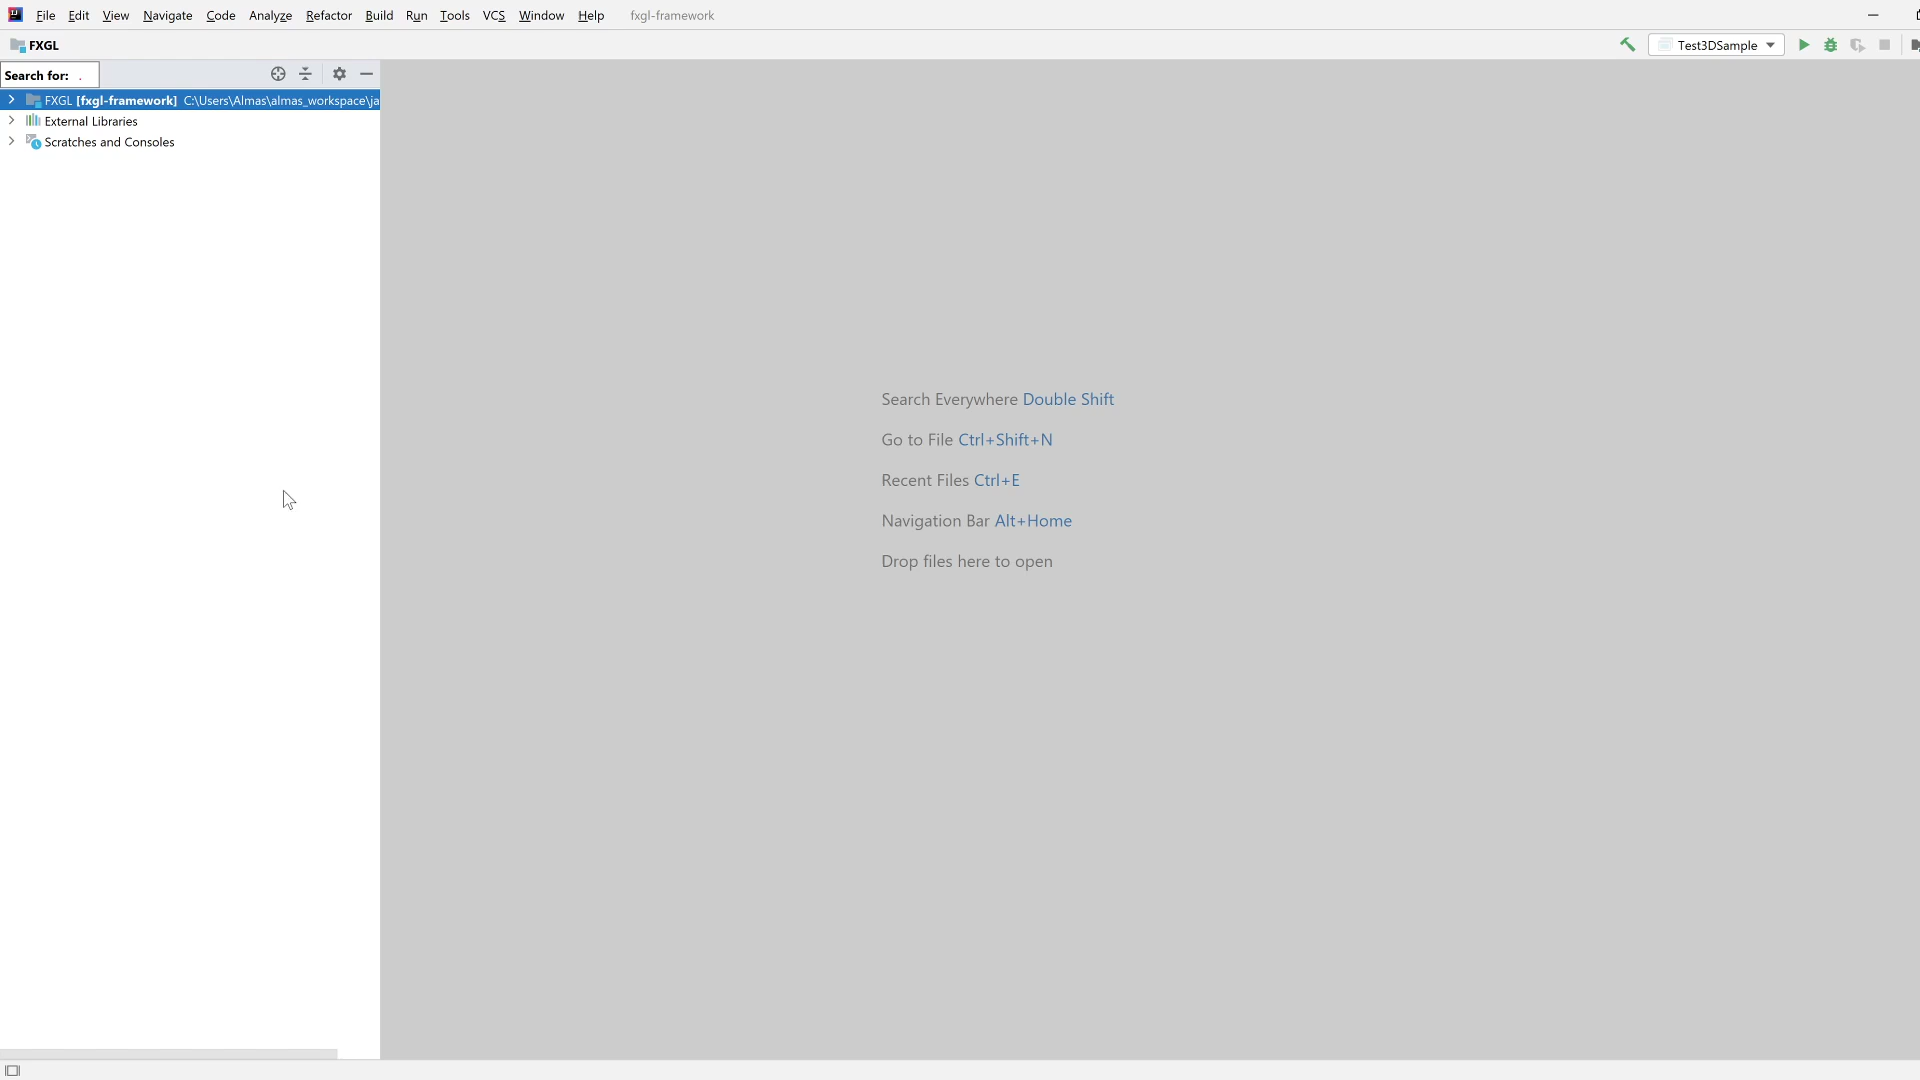 File Edit View Navigate Code Analyze Refactor Build Run Tools VCS Window Help fxgl-framework
FXGL
Test3DSample
Search for: .
FXGL [fxgl-framework] C:\Users\Almas\almas_workspace\ja
External Libraries
Scratches and Consoles
Search Everywhere Double Shift
Go to File Ctrl+Shift+N
Recent Files Ctrl+E
Navigation Bar Alt+Home
Drop files here to open